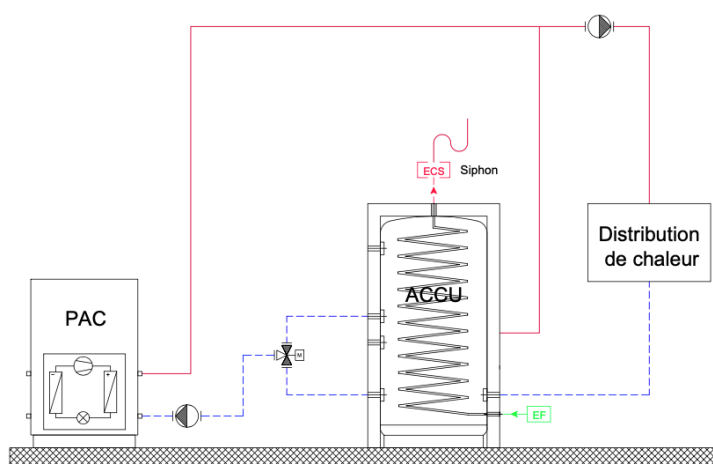 ECS
Siphon
Distribution
de chaleur
ACCU
PAC
M
EF